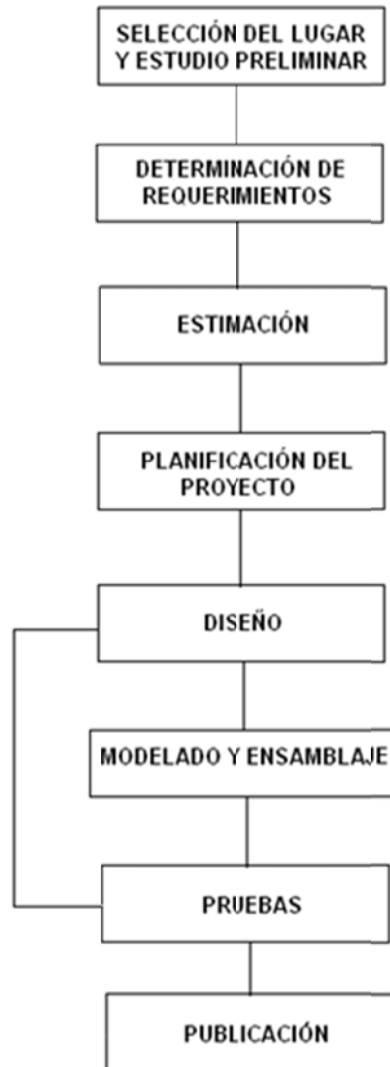 SELECCIÓN DEL LUGAR
Y ESTUDIO PRELIMINAR
DETERMINACIÓN DE
REQUERIMIENTOS
ESTIMACIÓN
PLANIFICACIÓN DEL
PROYECTO
DISEÑO
MODELADO Y ENSAMBLAJE
PRUEBAS
PUBLICACIÓN